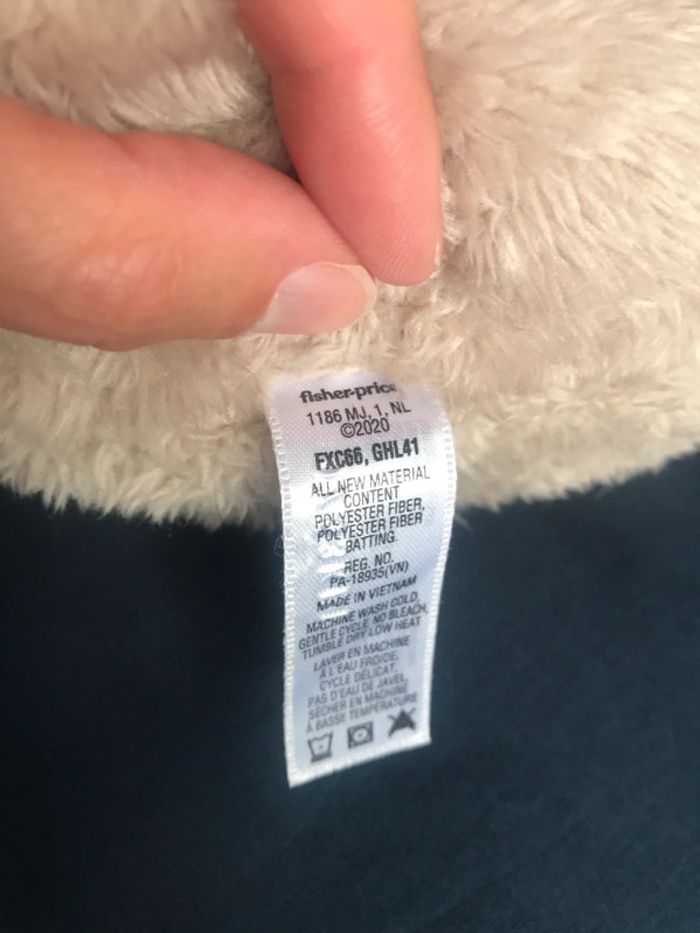 fisher-price
1186 MJ, 1, NL
©2020
FXC66, GHL41
ALL NEW MATERIAL
CONTENT
POLYESTER FIBER,
POLYESTER FIBER
BATTING.
REG. NO.
PA-18935(VN)
MADE IN VIETNAM
MACHINE WASH COLD,
GENTLE CYCLE, NO BLEACH,
TUMBLE DRY LOW HEAT
LAVER EN MACHINE
À L'EAU FROIDE,
CYCLE DÉLICAT,
PAS D'EAU DE JAVEL,
SÉCHER EN MACHINE
À BASSE TEMPÉRATURE